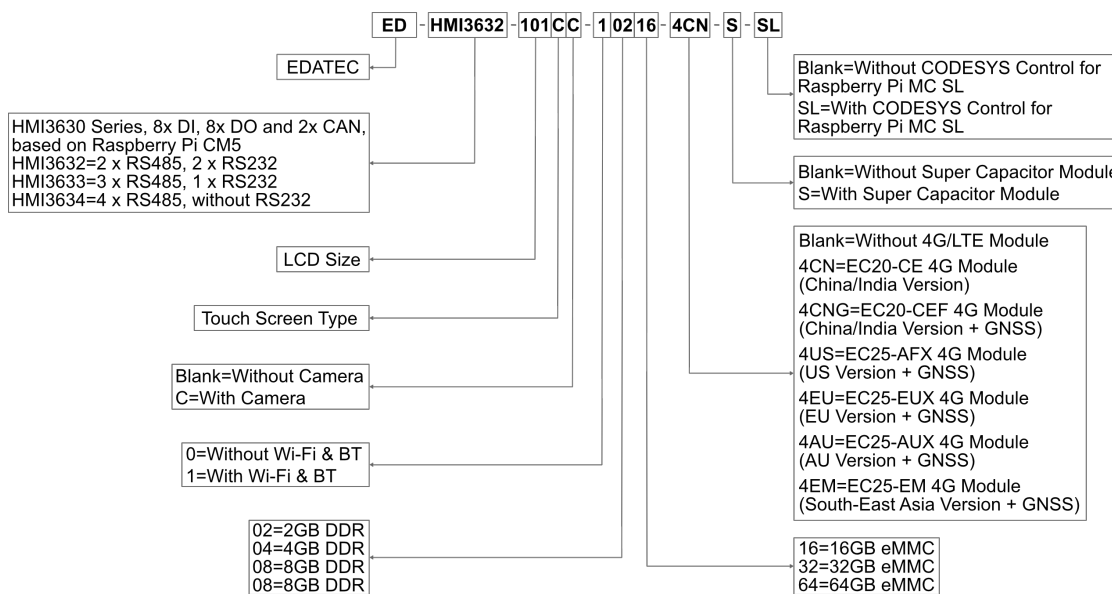 ED-HMI3632-101CC-10216-4CN-S-SL
EDATEC
HMI3630 Series, 8x DI, 8x DO and 2x CAN,
based on Raspberry Pi CM5
HMI3632=2 x RS485, 2 x RS232
HMI3633=3 x RS485, 1 x RS232
HMI3634=4 x RS485, without RS232
LCD Size
Touch Screen Type
Blank=Without Camera
C=With Camera
0=Without Wi-Fi & BT
1=With Wi-Fi & BT
02=2GB DDR
04=4GB DDR
08=8GB DDR
08=8GB DDR
Blank=Without CODESYS Control for
Raspberry Pi MC SL
SL=With CODESYS Control for
Raspberry Pi MC SL
Blank=Without Super Capacitor Module
S=With Super Capacitor Module
Blank=Without 4G/LTE Module
4CN=EC20-CE 4G Module
(China/India Version)
4CNG=EC20-CEF 4G Module
(China/India Version + GNSS)
4US=EC25-AFX 4G Module
(US Version + GNSS)
4EU=EC25-EUX 4G Module
(EU Version + GNSS)
4AU=EC25-AUX 4G Module
(AU Version + GNSS)
4EM=EC25-EM 4G Module
(South-East Asia Version + GNSS)
16=16GB eMMC
32=32GB eMMC
64=64GB eMMC